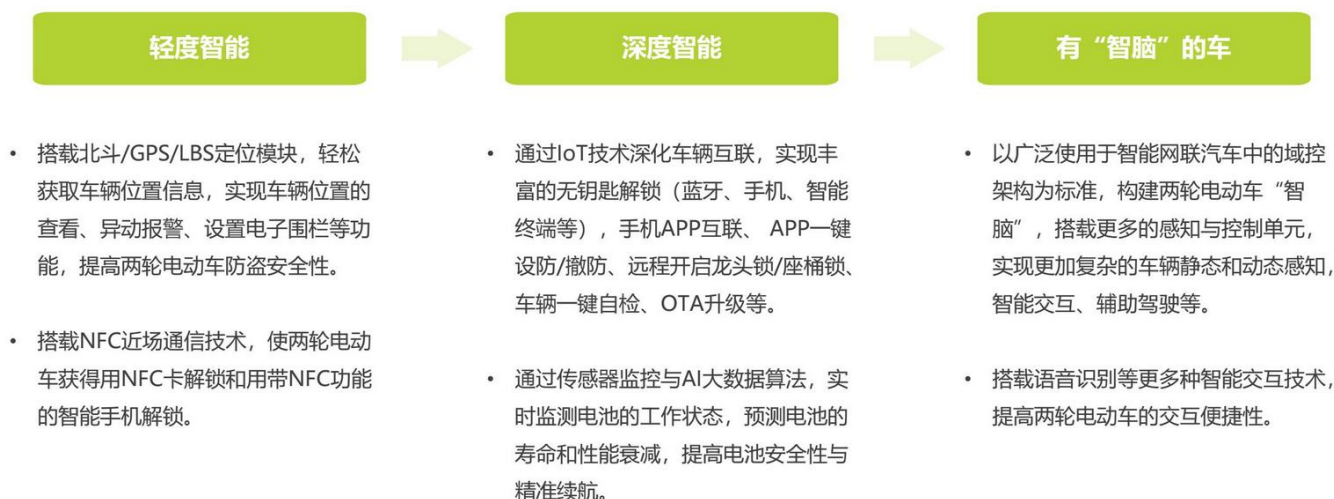 轻度智能
• 搭载北斗/GPS/LBS定位模块，轻松
获取车辆位置信息，实现车辆位置的
查看、异动报警、设置电子围栏等功
能，提高两轮电动车防盗安全性。
• 搭载NFC近场通信技术，使两轮电动
车获得用NFC卡解锁和用带NFC功能
的智能手机解锁。
深度智能
• 通过IoT技术深化车辆互联，实现丰
富的无钥匙解锁（蓝牙、手机、智能
终端等），手机APP互联、 APP一键
设防/撤防、远程开启龙头锁/座桶锁、
车辆一键自检、OTA升级等。
• 通过传感器监控与AI大数据算法，实
时监测电池的工作状态，预测电池的
寿命和性能衰减，提高电池安全性与
精准续航。
有“智脑”的车
• 以广泛使用于智能网联汽车中的域控
架构为标准，构建两轮电动车“智
脑”，搭载更多的感知与控制单元，
实现更加复杂的车辆静态和动态感知，
智能交互、辅助驾驶等。
• 搭载语音识别等更多种智能交互技术，
提高两轮电动车的交互便捷性。